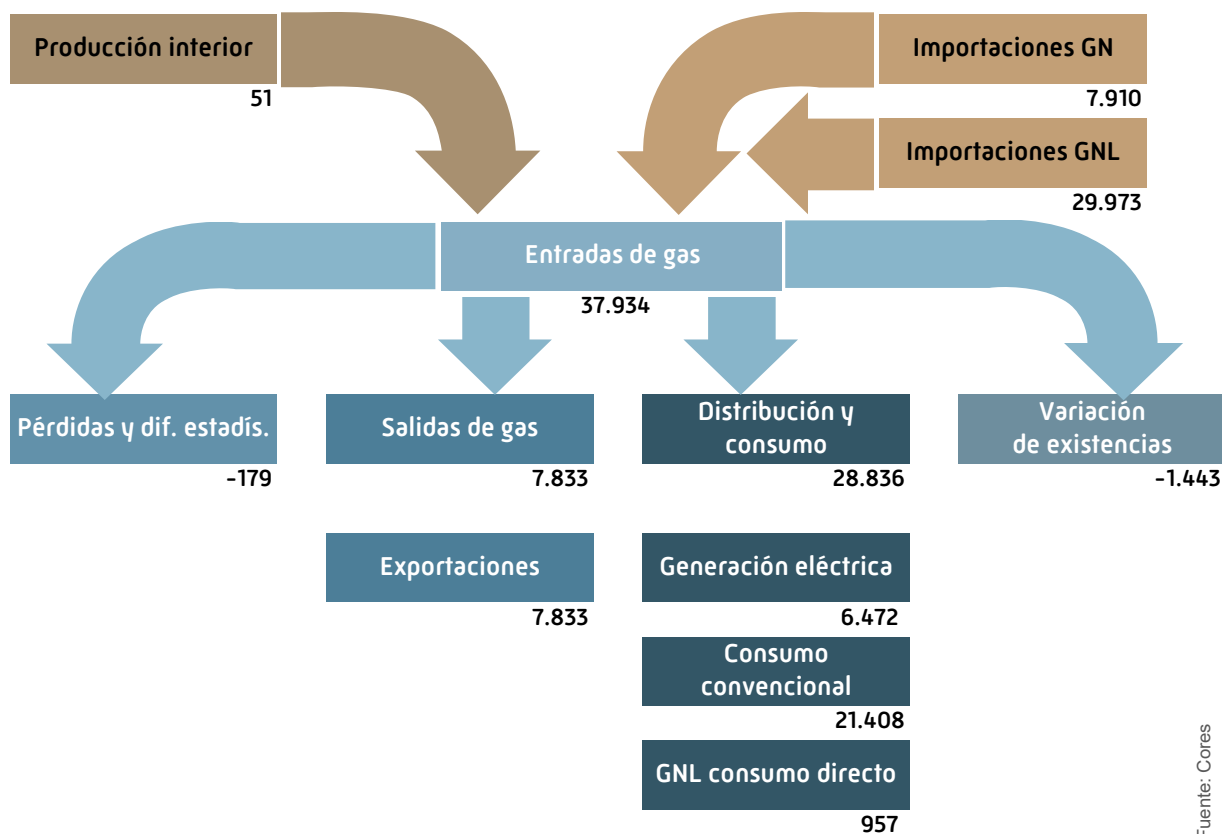 Producción interior
51
Importaciones GN
7.910
Importaciones GNL
29.973
Entradas de gas
37.934
Pérdidas y dif. estadís.
-179
Salidas de gas
7.833
Distribución y
consumo
28.836
Variación
de existencias
-1.443
Exportaciones
7.833
Generación eléctrica
6.472
Consumo
convencional
21.408
GNL consumo directo
957
Fuente: Cores